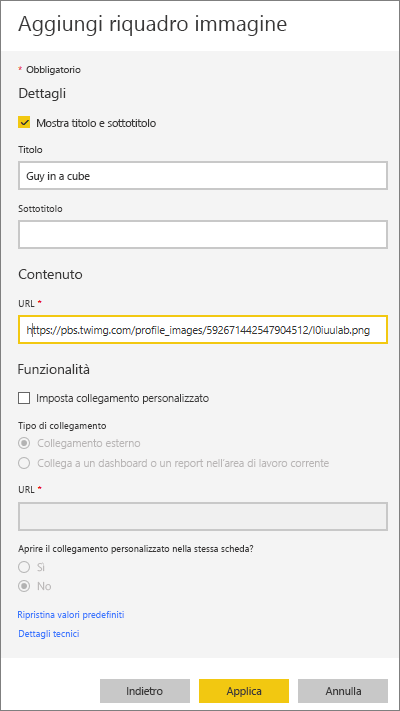 Aggiungi riquadro immagine
* Obbligatorio
Dettagli
Mostra titolo e sottotitolo
Titolo
Guy in a cube
Sottotitolo
Contenuto
URL *
https://pbs.twimg.com/profile_images/592671442547904512/I0iuulab.png
Funzionalità
Imposta collegamento personalizzato
Tipo di collegamento
Collegamento esterno
Collega a un dashboard o un report nell'area di lavoro corrente
URL *
Aprire il collegamento personalizzato nella stessa scheda?
Sì
No
Ripristina valori predefiniti
Dettagli tecnici
Indietro Applica Annulla